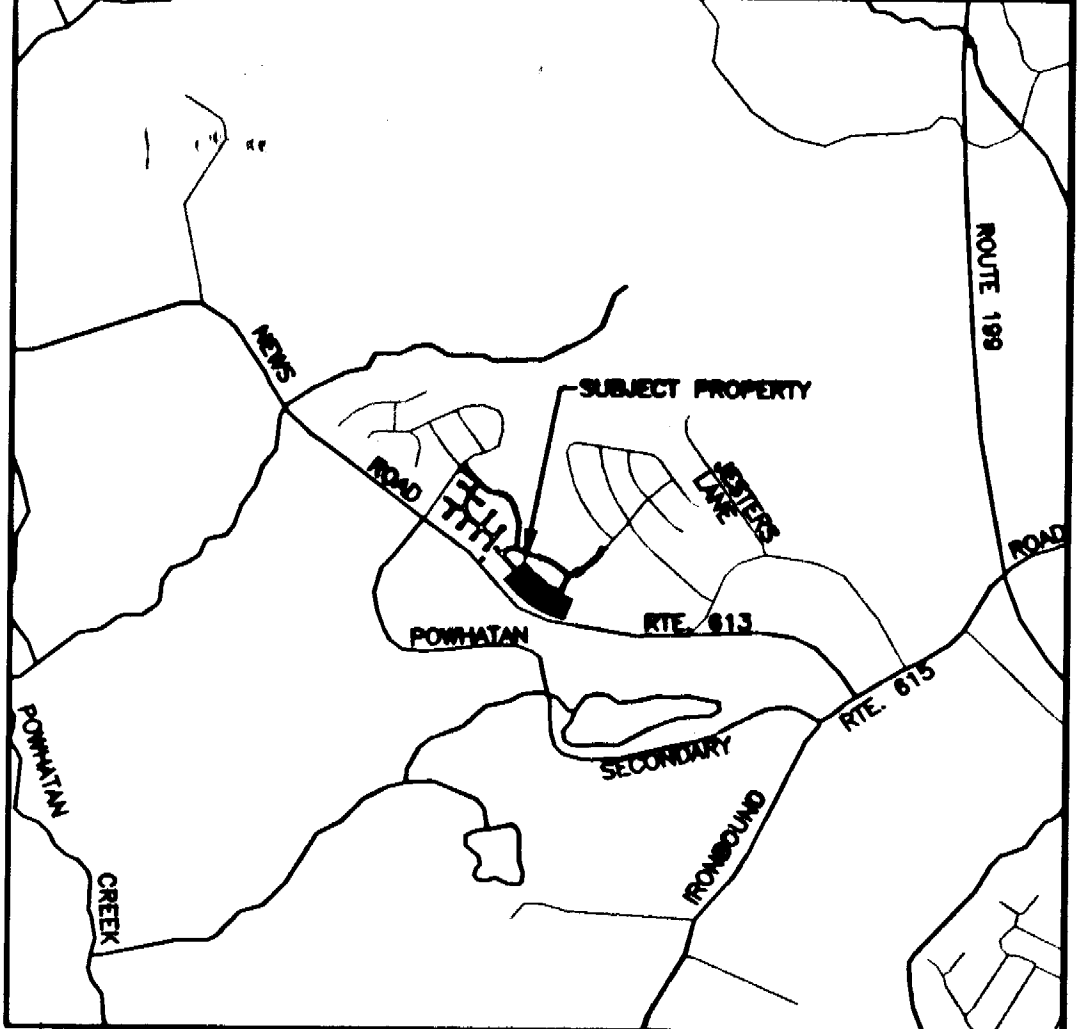 ROUTE 199
NEWS
SUBJECT PROPERTY
ROAD
JESTERS
LANE
ROAD
POWHATAN
RTE. 613
RTE. 615
SECONDARY
POWHATAN
IRONBOUND
CREEK